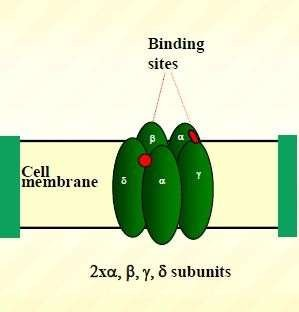 Binding
sites
β
α
δ
α
γ
Cell
membrane
2xα, β, γ, δ subunits